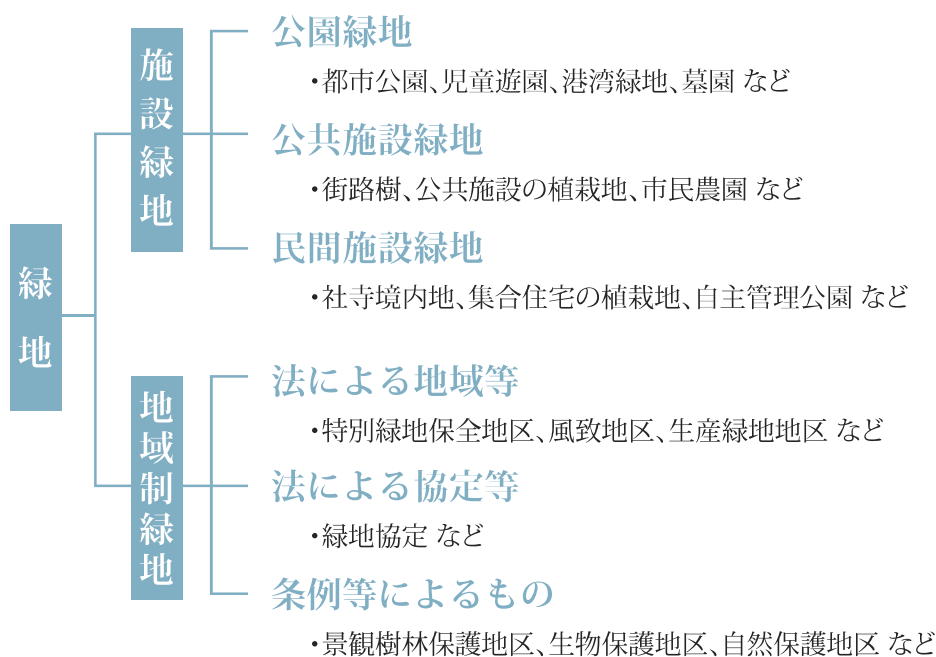 緑地
施設緑地
公園緑地
・都市公園、児童遊園、港湾緑地、墓園 など
公共施設緑地
・街路樹、公共施設の植栽地、市民農園 など
民間施設緑地
・社寺境内地、集合住宅の植栽地、自主管理公園 など
地域制緑地
法による地域等
・特別緑地保全地区、風致地区、生産緑地地区 など
法による協定等
・緑地協定 など
条例等によるもの
・景観樹林保護地区、生物保護地区、自然保護地区 など